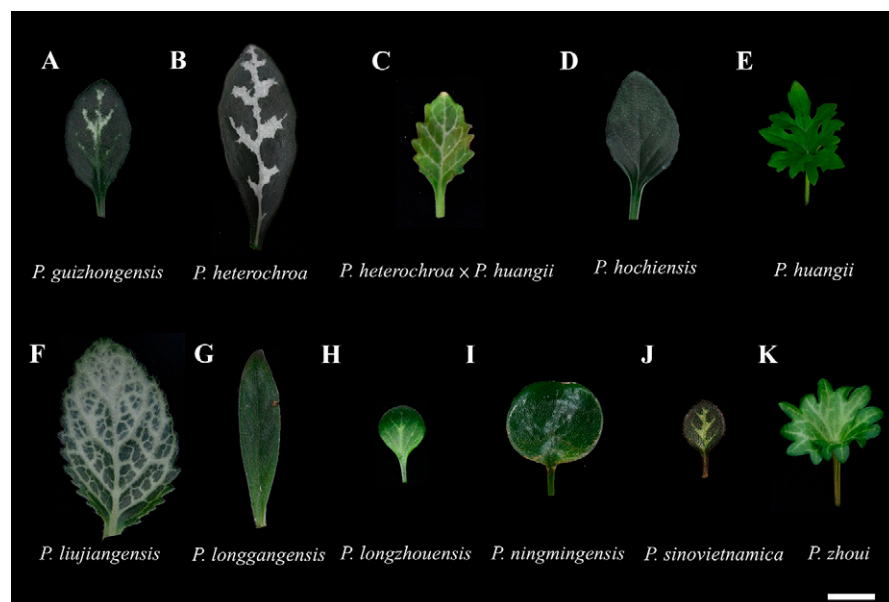 A B C D E
P. guizhongensis P. heterochroa P. heterochroa × P. huangii P. hochiensis P. huangii
F G H I J K
P. liujiangensis P. longgangensis P. longzhouensis P. ningmingensis P. sinovietnamica P. zhoui